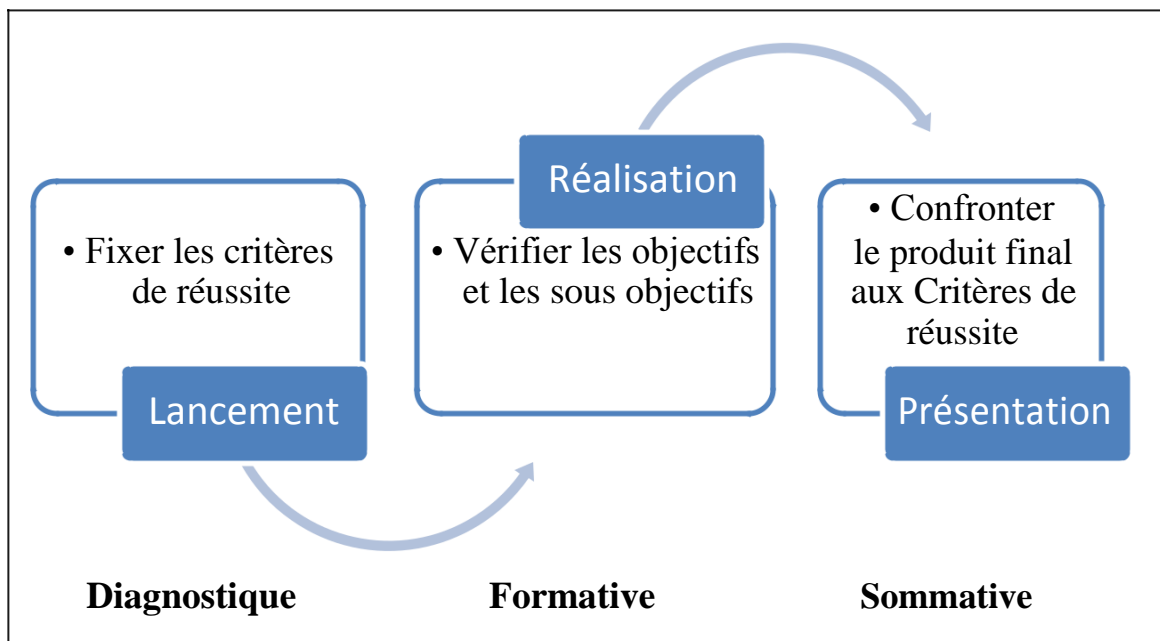 • Fixer les critères
de réussite
Lancement
Réalisation
• Vérifier les objectifs
et les sous objectifs
• Confronter
le produit final
aux Critères de
réussite
Présentation
Diagnostique
Formative
Sommative